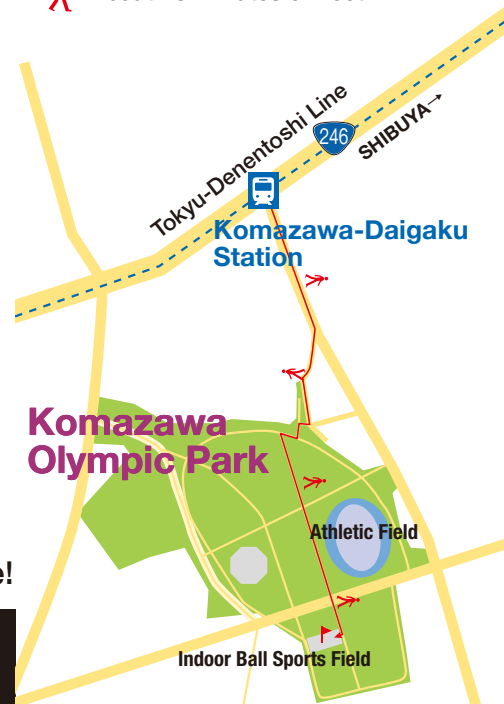 Tokyu-Denentoshi Line
246
SHIBUYA→
Komazawa-Daigaku
Station
Komazawa
Olympic Park
Athletic Field
e!
Indoor Ball Sports Field